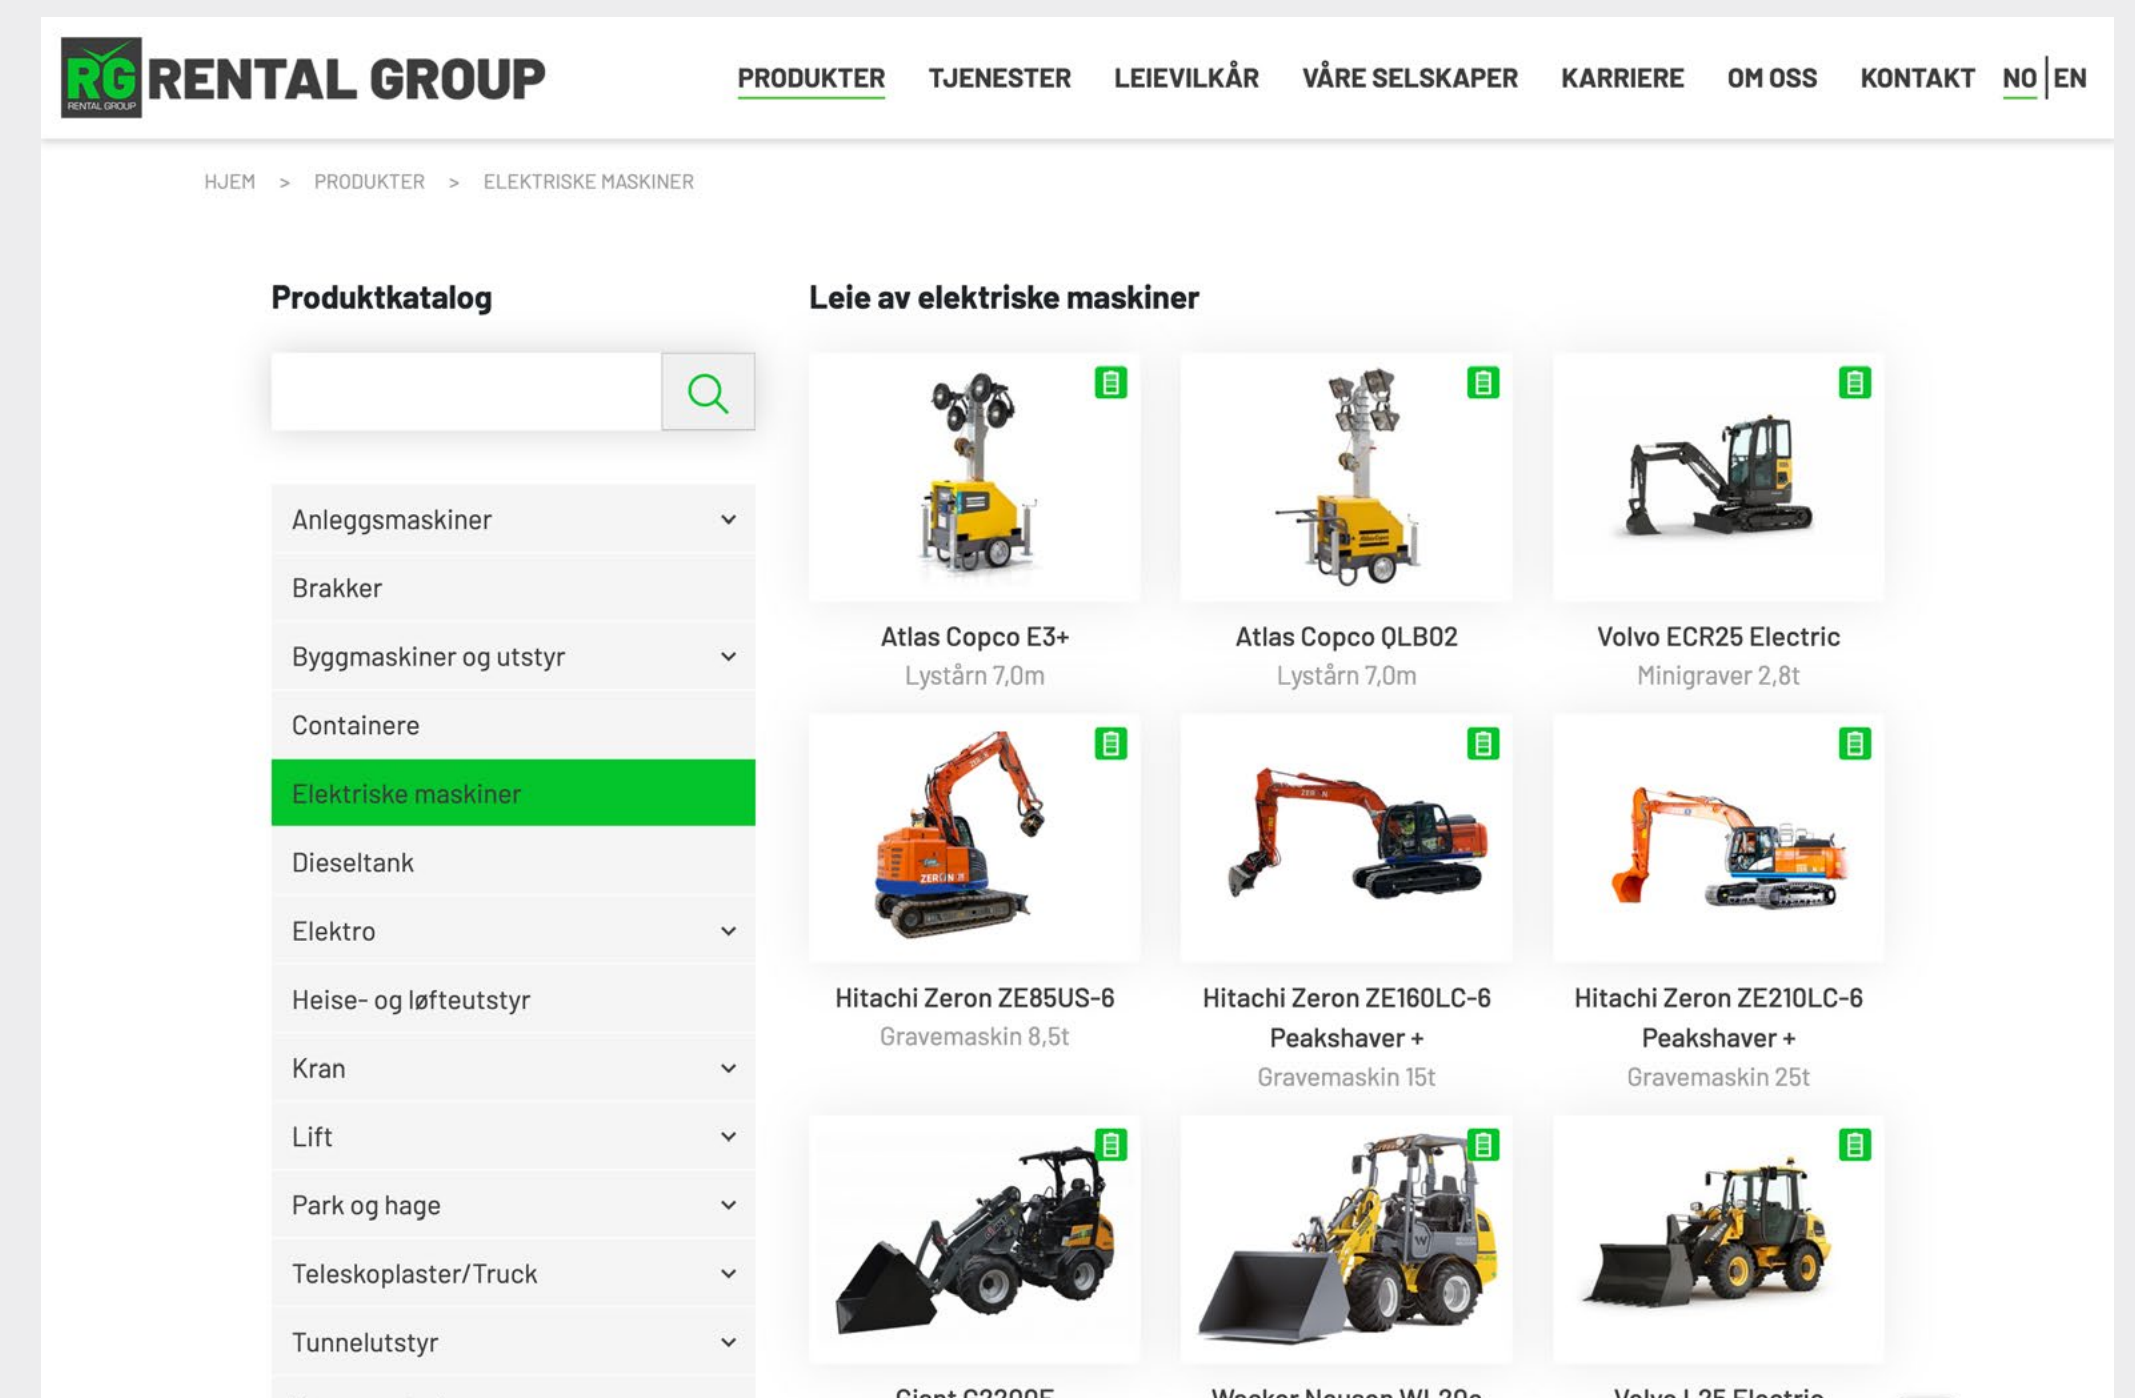 RG
RENTAL GROUP
RENTAL GROUP
PRODUKTER
TJENESTER
LEIEVILKÅR
VÅRE SELSKAPER
KARRIERE
OM OSS
KONTAKT
NO | EN
HJEM > PRODUKTER > ELEKTRISKE MASKINER
Produktkatalog
Anleggsmaskiner
Brakker
Byggmaskiner og utstyr
Containere
Elektriske maskiner
Dieseltank
Elektro
Heise- og løfteutstyr
Kran
Lift
Park og hage
Teleskoplaster/Truck
Tunnelutstyr
Leie av elektriske maskiner
Atlas Copco E3+
Lystårn 7,0m
Atlas Copco QLB02
Lystårn 7,0m
Volvo ECR25 Electric
Minigraver 2,8t
Hitachi Zeron ZE85US-6
Gravemaskin 8,5t
Hitachi Zeron ZE160LC-6
Peakshaver +
Gravemaskin 15t
Hitachi Zeron ZE210LC-6
Peakshaver +
Gravemaskin 25t